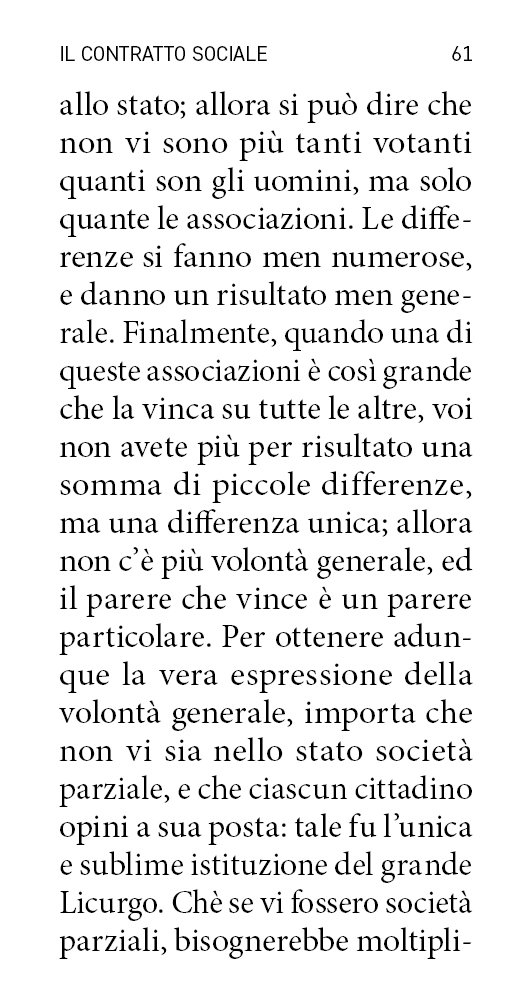 IL CONTRATTO SOCIALE 61
allo stato; allora si può dire che
non vi sono più tanti votanti
quanti son gli uomini, ma solo
quante le associazioni. Le diffe-
renze si fanno men numerose,
e danno un risultato men gene-
rale. Finalmente, quando una di
queste associazioni è così grande
che la vinca su tutte le altre, voi
non avete più per risultato una
somma di piccole differenze,
ma una differenza unica; allora
non c’è più volontà generale, ed
il parere che vince è un parere
particolare. Per ottenere adun-
que la vera espressione della
volontà generale, importa che
non vi sia nello stato società
parziale, e che ciascun cittadino
opini a sua posta: tale fu l’unica
e sublime istituzione del grande
Licurgo. Chè se vi fossero società
parziali, bisognerebbe moltipli-